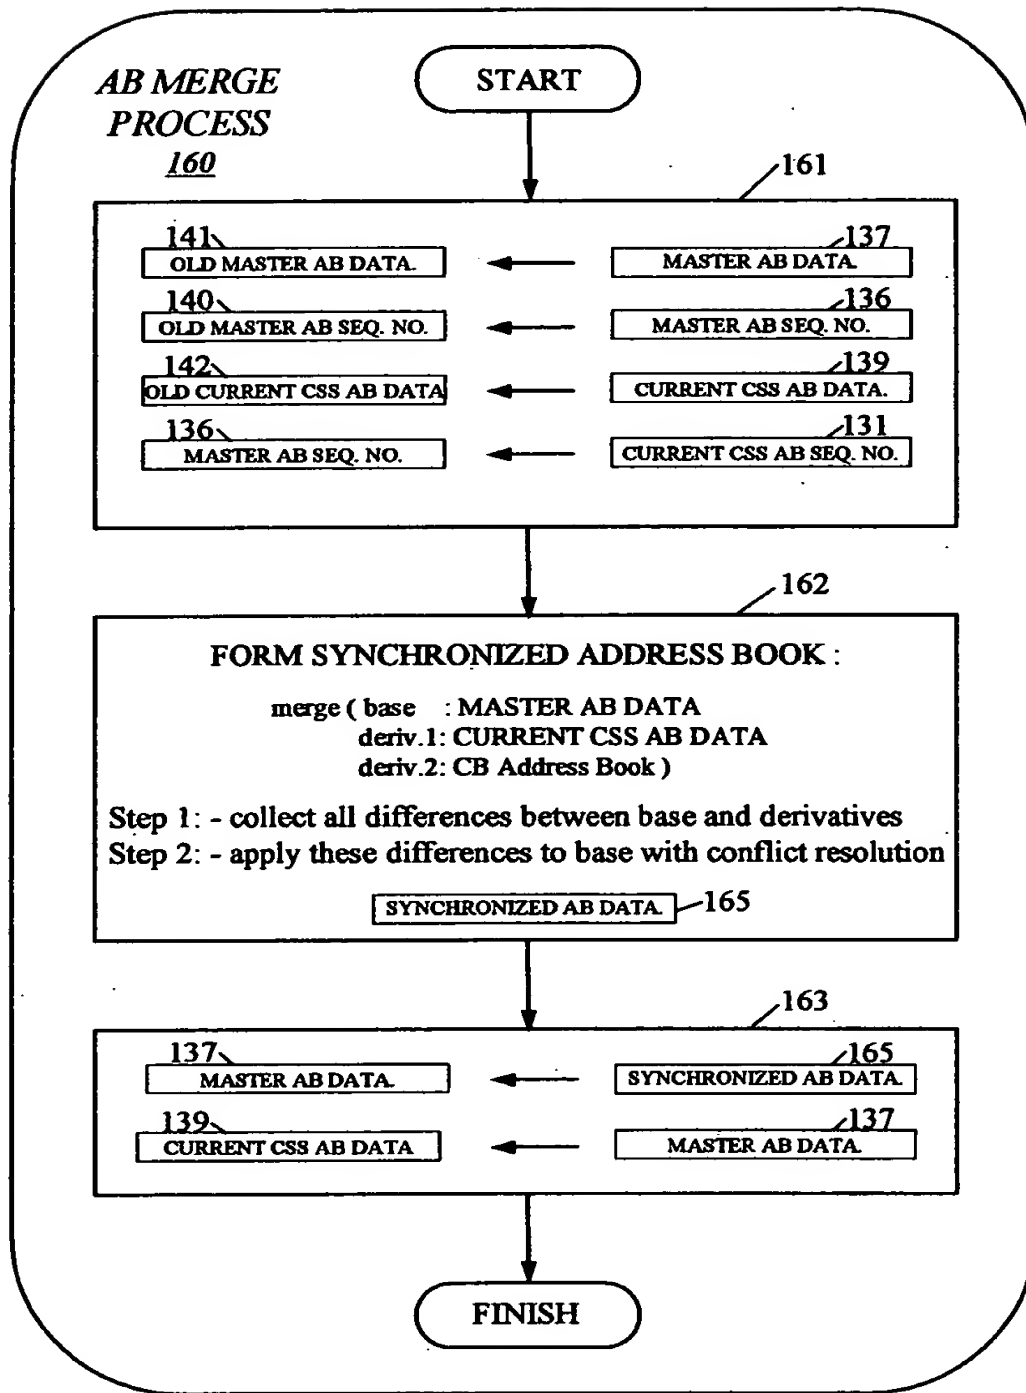 AB MERGE
PROCESS
160
START
161
141 137
OLD MASTER AB DATA. MASTER AB DATA.
140 136
OLD MASTER AB SEQ. NO. MASTER AB SEQ. NO.
142 139
OLD CURRENT CSS AB DATA CURRENT CSS AB DATA.
136 131
MASTER AB SEQ. NO. CURRENT CSS AB SEQ. NO.
162
FORM SYNCHRONIZED ADDRESS BOOK :
merge ( base : MASTER AB DATA
deriv.1: CURRENT CSS AB DATA
deriv.2: CB Address Book )
Step 1: - collect all differences between base and derivatives
Step 2: - apply these differences to base with conflict resolution
SYNCHRONIZED AB DATA. 165
163
137 165
MASTER AB DATA. SYNCHRONIZED AB DATA.
139 137
CURRENT CSS AB DATA MASTER AB DATA.
FINISH